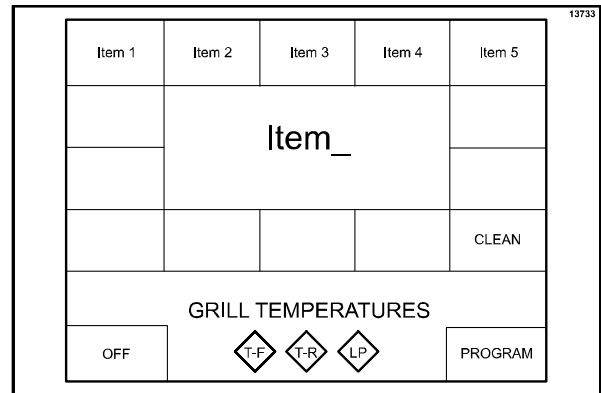 13733
Item 1 Item 2 Item 3 Item 4 Item 5
Item_
CLEAN
GRILL TEMPERATURES
OFF T-F T-R LP PROGRAM